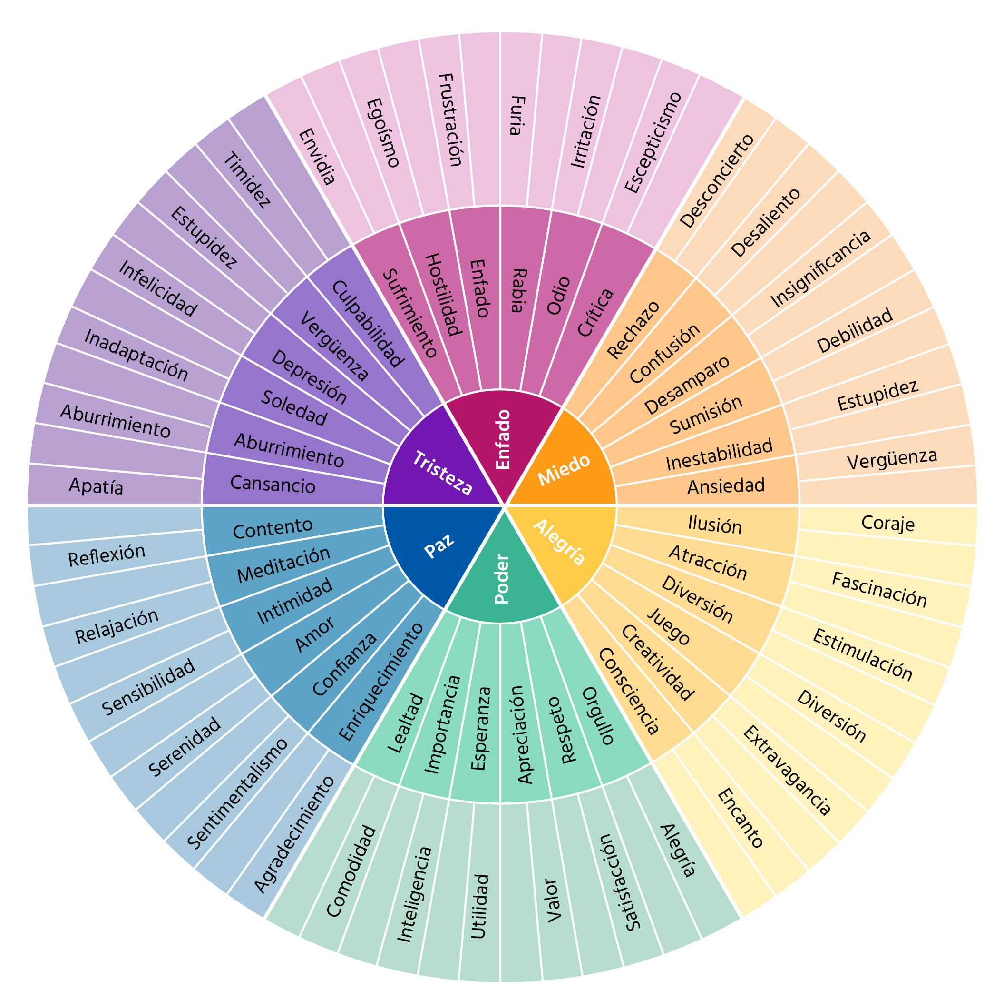 Enfado
Miedo
Alegría
Poder
Paz
Tristeza
Sufrimiento
Hostilidad
Enfado
Rabia
Odio
Crítica
Rechazo
Confusión
Desamparo
Sumisión
Inestabilidad
Ansiedad
Ilusión
Atracción
Diversión
Juego
Creatividad
Consciencia
Orgullo
Respeto
Apreciación
Esperanza
Importancia
Lealtad
Enriquecimiento
Confianza
Amor
Intimidad
Meditación
Contento
Cansancio
Aburrimiento
Soledad
Depresión
Vergüenza
Culpabilidad
Envidia
Egoísmo
Frustración
Furia
Irritación
Escepticismo
Desconcierto
Desaliento
Insignificancia
Debilidad
Estupidez
Vergüenza
Coraje
Fascinación
Estimulación
Diversión
Extravagancia
Encanto
Alegría
Satisfacción
Valor
Utilidad
Inteligencia
Comodidad
Agradecimiento
Sentimentalismo
Serenidad
Sensibilidad
Relajación
Reflexión
Apatía
Aburrimiento
Inadaptación
Infelicidad
Estupidez
Timidez